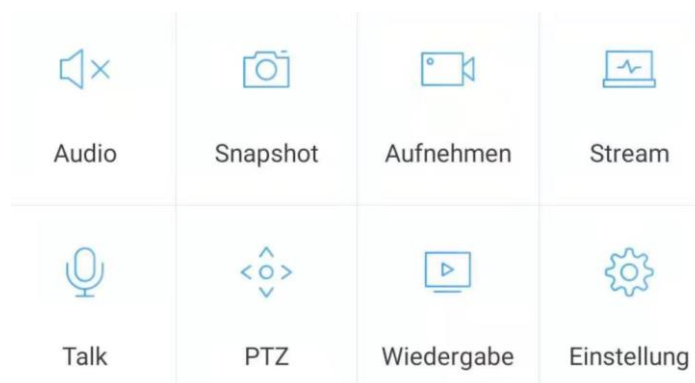 Audio
Snapshot
Aufnehmen
Stream
Talk
PTZ
Wiedergabe
Einstellung